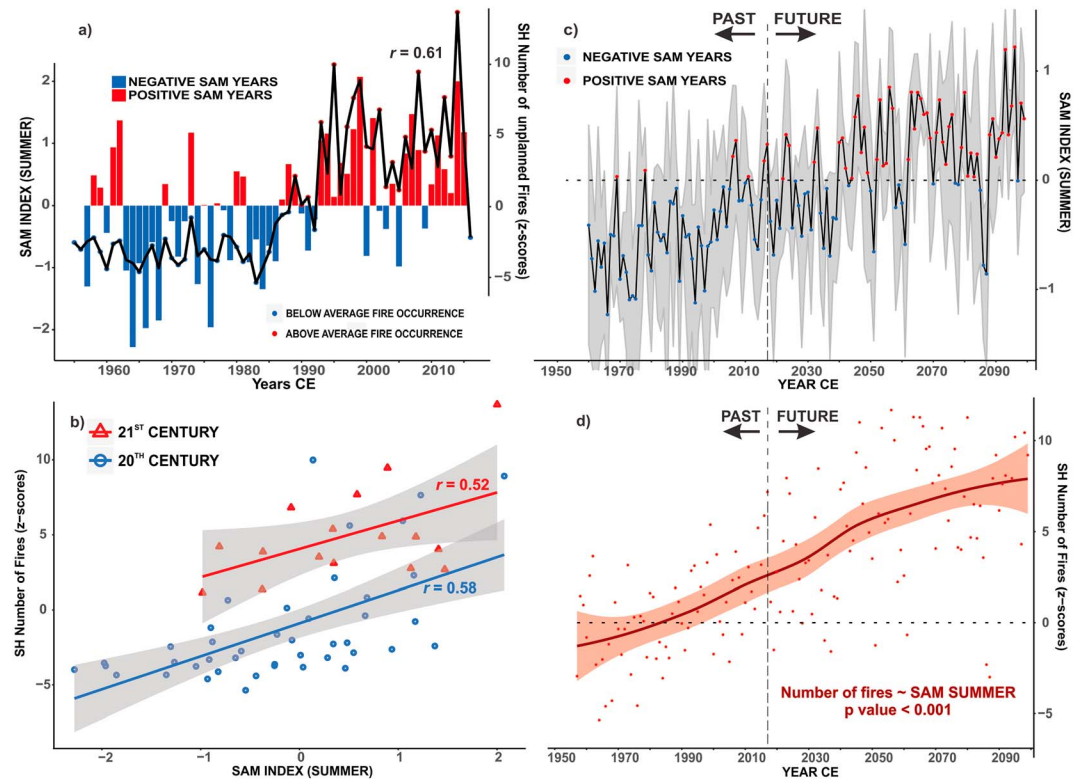 a)
r = 0.61
NEGATIVE SAM YEARS
POSITIVE SAM YEARS
2
1
0
−1
−2
SAM INDEX (SUMMER)
10
5
0
−5
SH Number of unplanned Fires (z−scores)
BELOW AVERAGE FIRE OCCURRENCE
ABOVE AVERAGE FIRE OCCURRENCE
1960 1970 1980 1990 2000 2010
Years CE
c)
PAST FUTURE
NEGATIVE SAM YEARS
POSITIVE SAM YEARS
1
0
−1
SAM INDEX (SUMMER)
1950 1970 1990 2010 2030 2050 2070 2090
YEAR CE
b)
21ST CENTURY
20TH CENTURY
r = 0.52
r = 0.58
10
5
0
−5
SH Number of Fires (z−scores)
−2 −1 0 1 2
SAM INDEX (SUMMER)
d)
PAST FUTURE
10
5
0
−5
SH Number of Fires (z−scores)
Number of fires ~ SAM SUMMER
p value < 0.001
1950 1970 1990 2010 2030 2050 2070 2090
YEAR CE